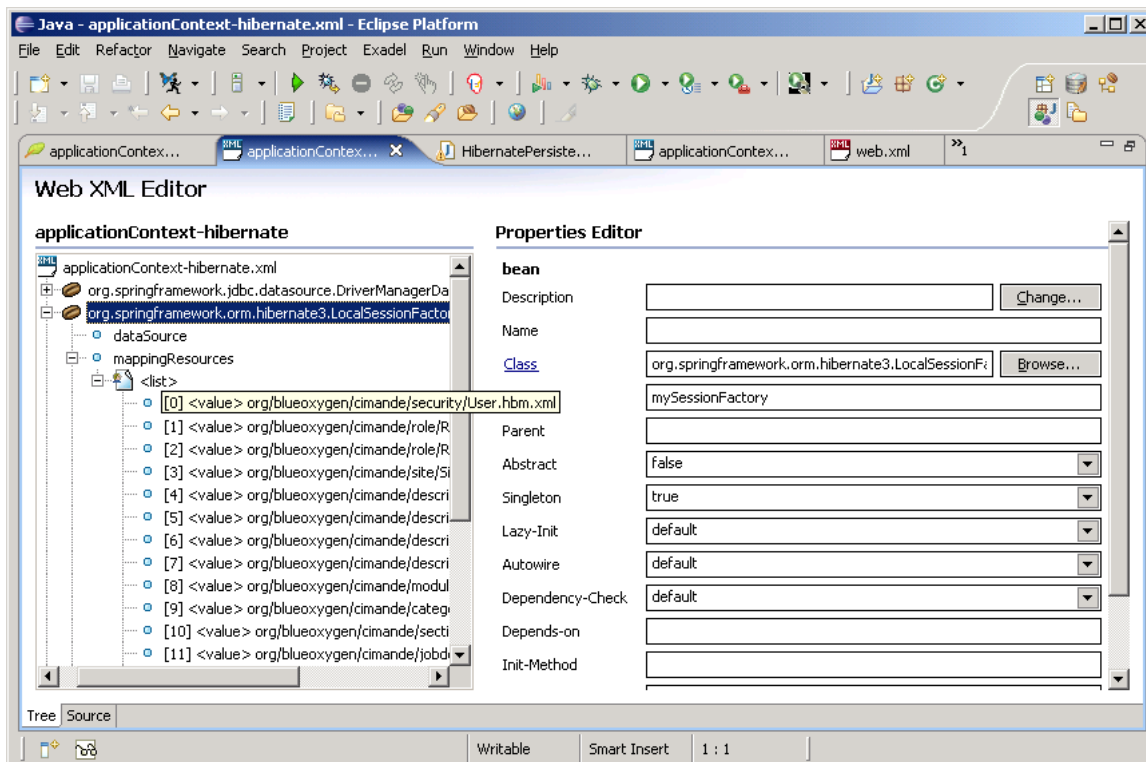 Java - applicationContext-hibernate.xml - Eclipse Platform
File Edit Refactor Navigate Search Project Exadel Run Window Help
applicationContex... applicationContex... HibernatePersiste... applicationContex... web.xml »1
Web XML Editor
applicationContext-hibernate
applicationContext-hibernate.xml
org.springframework.jdbc.datasource.DriverManagerDa
org.springframework.orm.hibernate3.LocalSessionFactor
dataSource
mappingResources
<list>
[0] <value> org/blueoxygen/cimande/security/User.hbm.xml
[1] <value> org/blueoxygen/cimande/role/R
[2] <value> org/blueoxygen/cimande/role/R
[3] <value> org/blueoxygen/cimande/site/Si
[4] <value> org/blueoxygen/cimande/descri
[5] <value> org/blueoxygen/cimande/descri
[6] <value> org/blueoxygen/cimande/descri
[7] <value> org/blueoxygen/cimande/descri
[8] <value> org/blueoxygen/cimande/modul
[9] <value> org/blueoxygen/cimande/catego
[10] <value> org/blueoxygen/cimande/secti
[11] <value> org/blueoxygen/cimande/jobde
Properties Editor
bean
Description Change...
Name
Class org.springframework.orm.hibernate3.LocalSessionFa Browse...
mySessionFactory
Parent
Abstract false
Singleton true
Lazy-Init default
Autowire default
Dependency-Check default
Depends-on
Init-Method
Tree Source
Writable Smart Insert 1 : 1